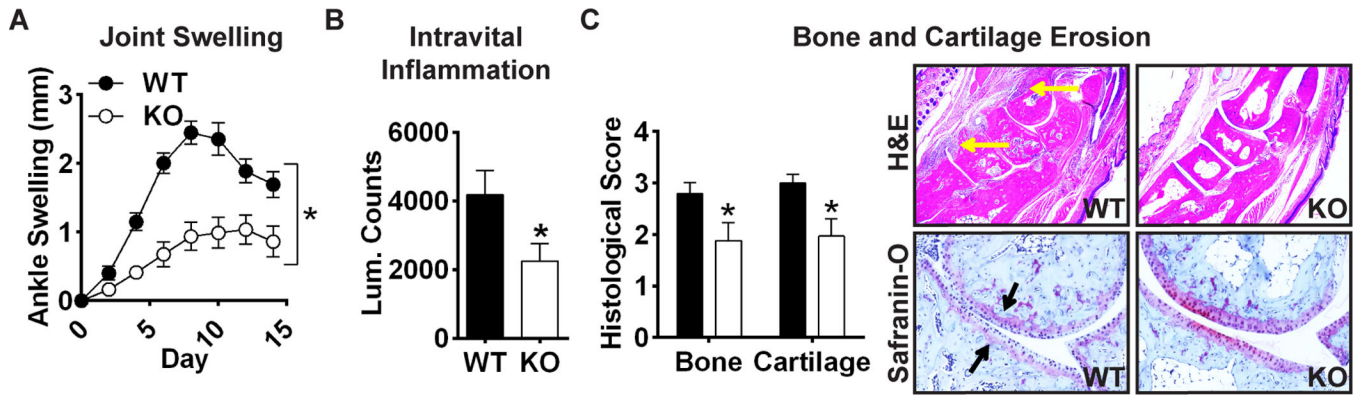 A
Joint Swelling
WT
KO
Ankle Swelling (mm)
3
2
1
0
0
5
10
15
Day
*
B
Intravital
Inflammation
Lum. Counts
6000
4000
2000
0
*
WT
KO
C
Bone and Cartilage Erosion
Histological Score
4
3
2
1
0
*
*
Bone
Cartilage
H&E
WT
KO
Safranin-O
WT
KO